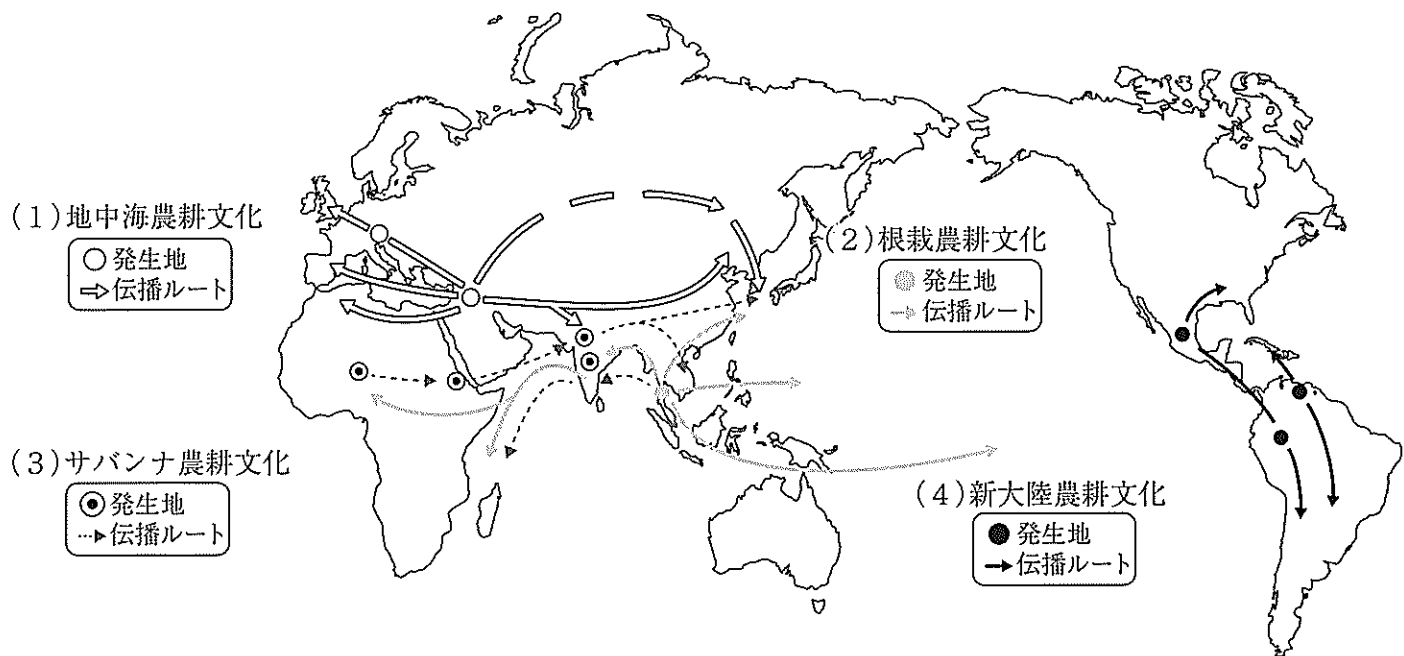 (1)地中海農耕文化
発生地
伝播ルート
(2)根栽農耕文化
発生地
伝播ルート
(3)サバンナ農耕文化
発生地
伝播ルート
(4)新大陸農耕文化
発生地
伝播ルート